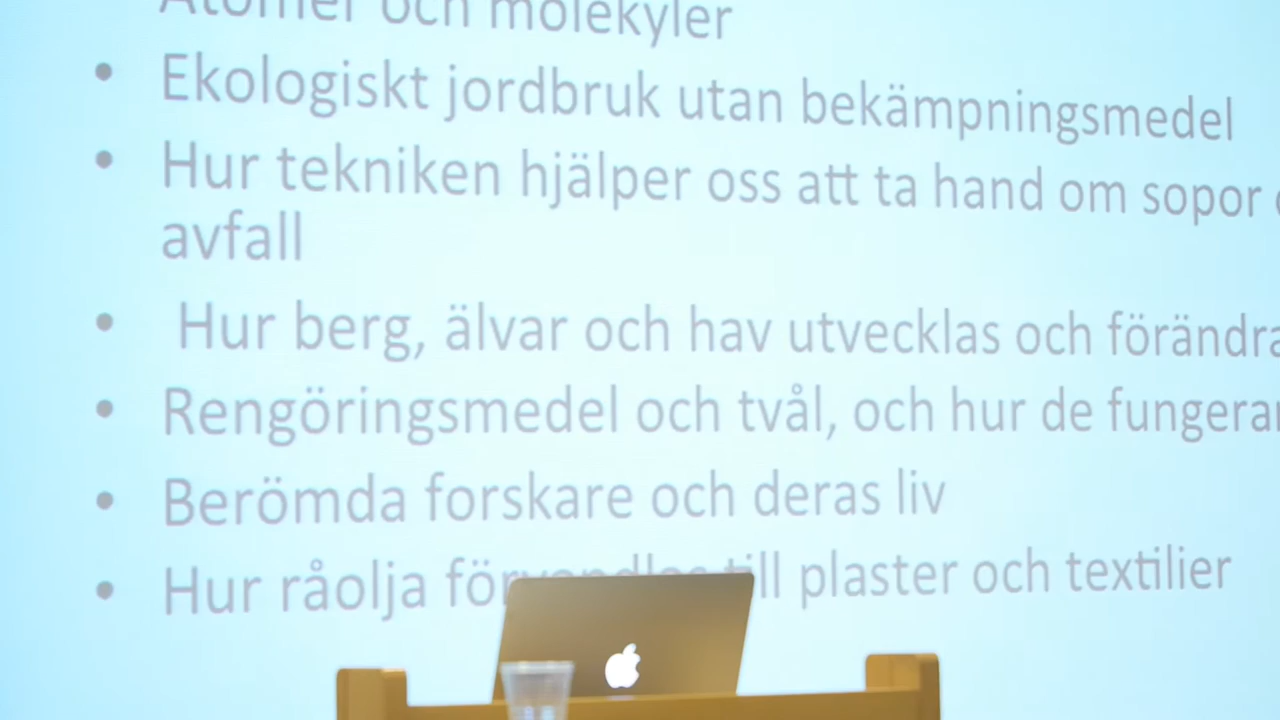 Atomer och molekyler
• Ekologiskt jordbruk utan bekämpningsmedel
• Hur tekniken hjälper oss att ta hand om sopor
avfall
• Hur berg, älvar och hav utvecklas och förändra
• Rengöringsmedel och tvål, och hur de fungerar
• Berömda forskare och deras liv
• Hur råolja förvandlas till plaster och textilier